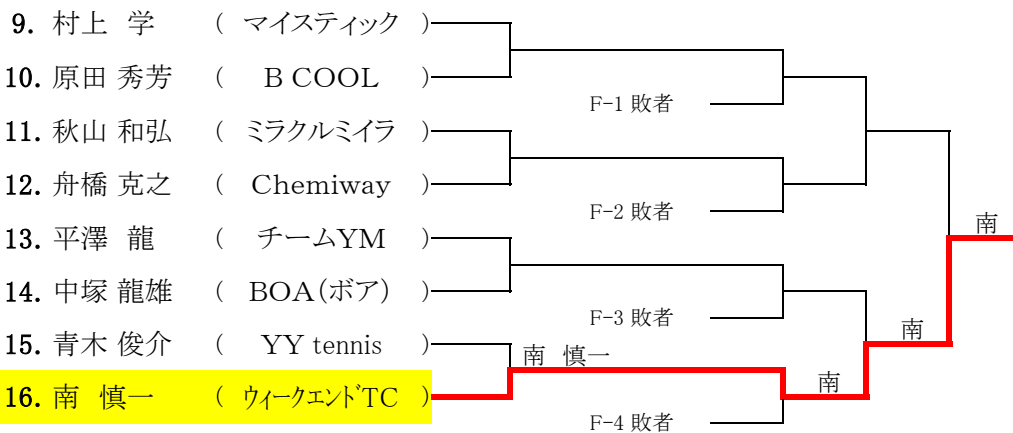 9. 村上 学 ( マイスティック )
10. 原田 秀芳 ( B COOL )
F-1 敗者
11. 秋山 和弘 ( ミラクルミイラ )
12. 舟橋 克之 ( Chemiway )
F-2 敗者
13. 平澤 龍 ( チームYM )
南
14. 中塚 龍雄 ( BOA(ボア) )
F-3 敗者
南
15. 青木 俊介 ( YY tennis )
南 慎一
南
16. 南 慎一 ( ウィークエンドTC )
F-4 敗者